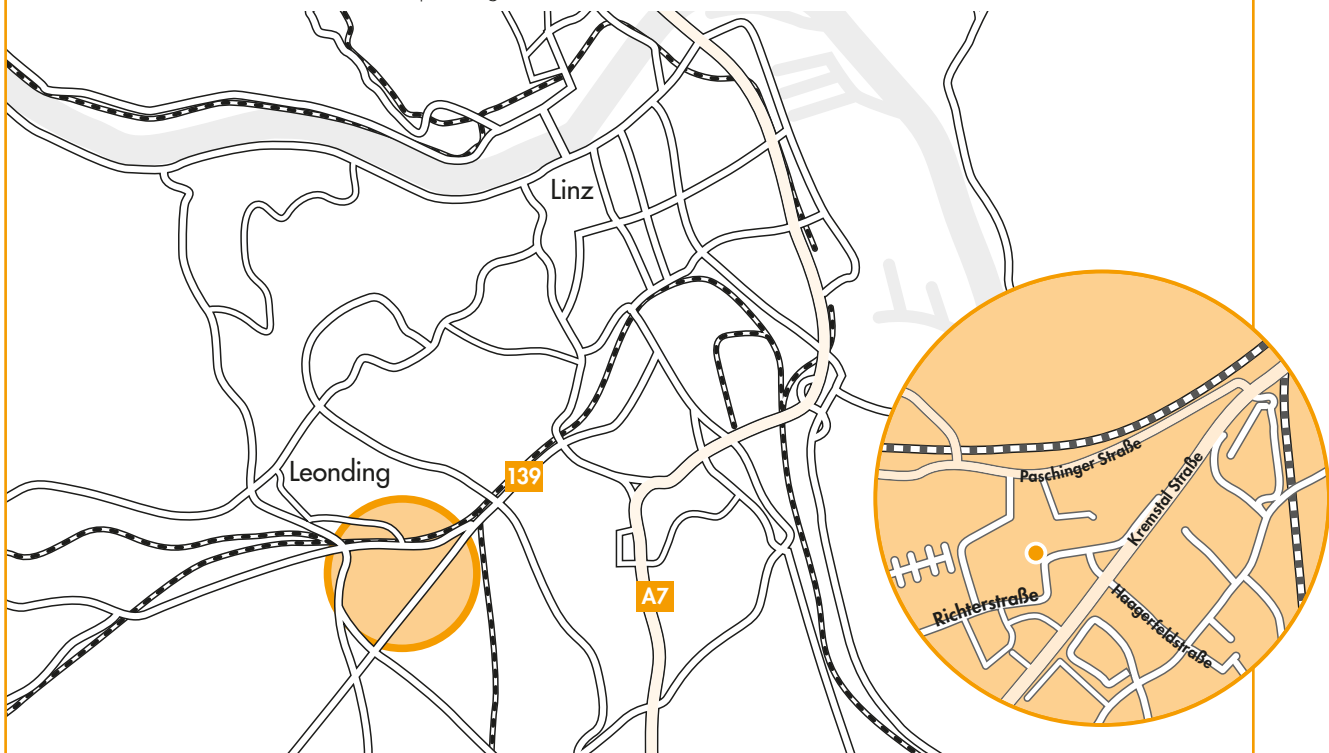 Linz
Leonding
139
A7
Paschinger Straße
Kremstal Straße
Richterstraße
Haagerfeldstraße